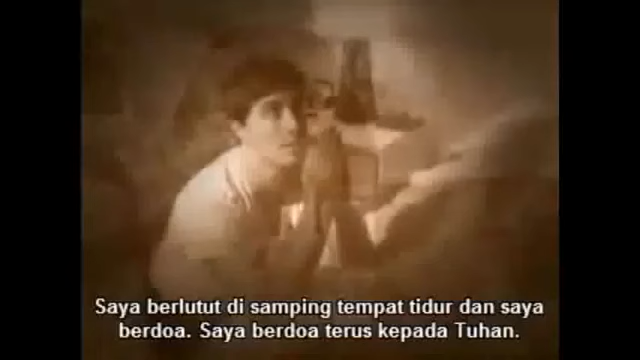 Saya berlutut di samping tempat tidur dan saya
berdoa. Saya berdoa terus kepada Tuhan.